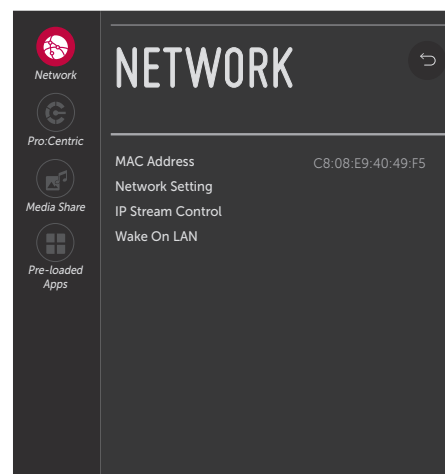 Network
Pro:Centric
Media Share
Pre-loaded
Apps
NETWORK
MAC Address C8:08:E9:40:49:F5
Network Setting
IP Stream Control
Wake On LAN